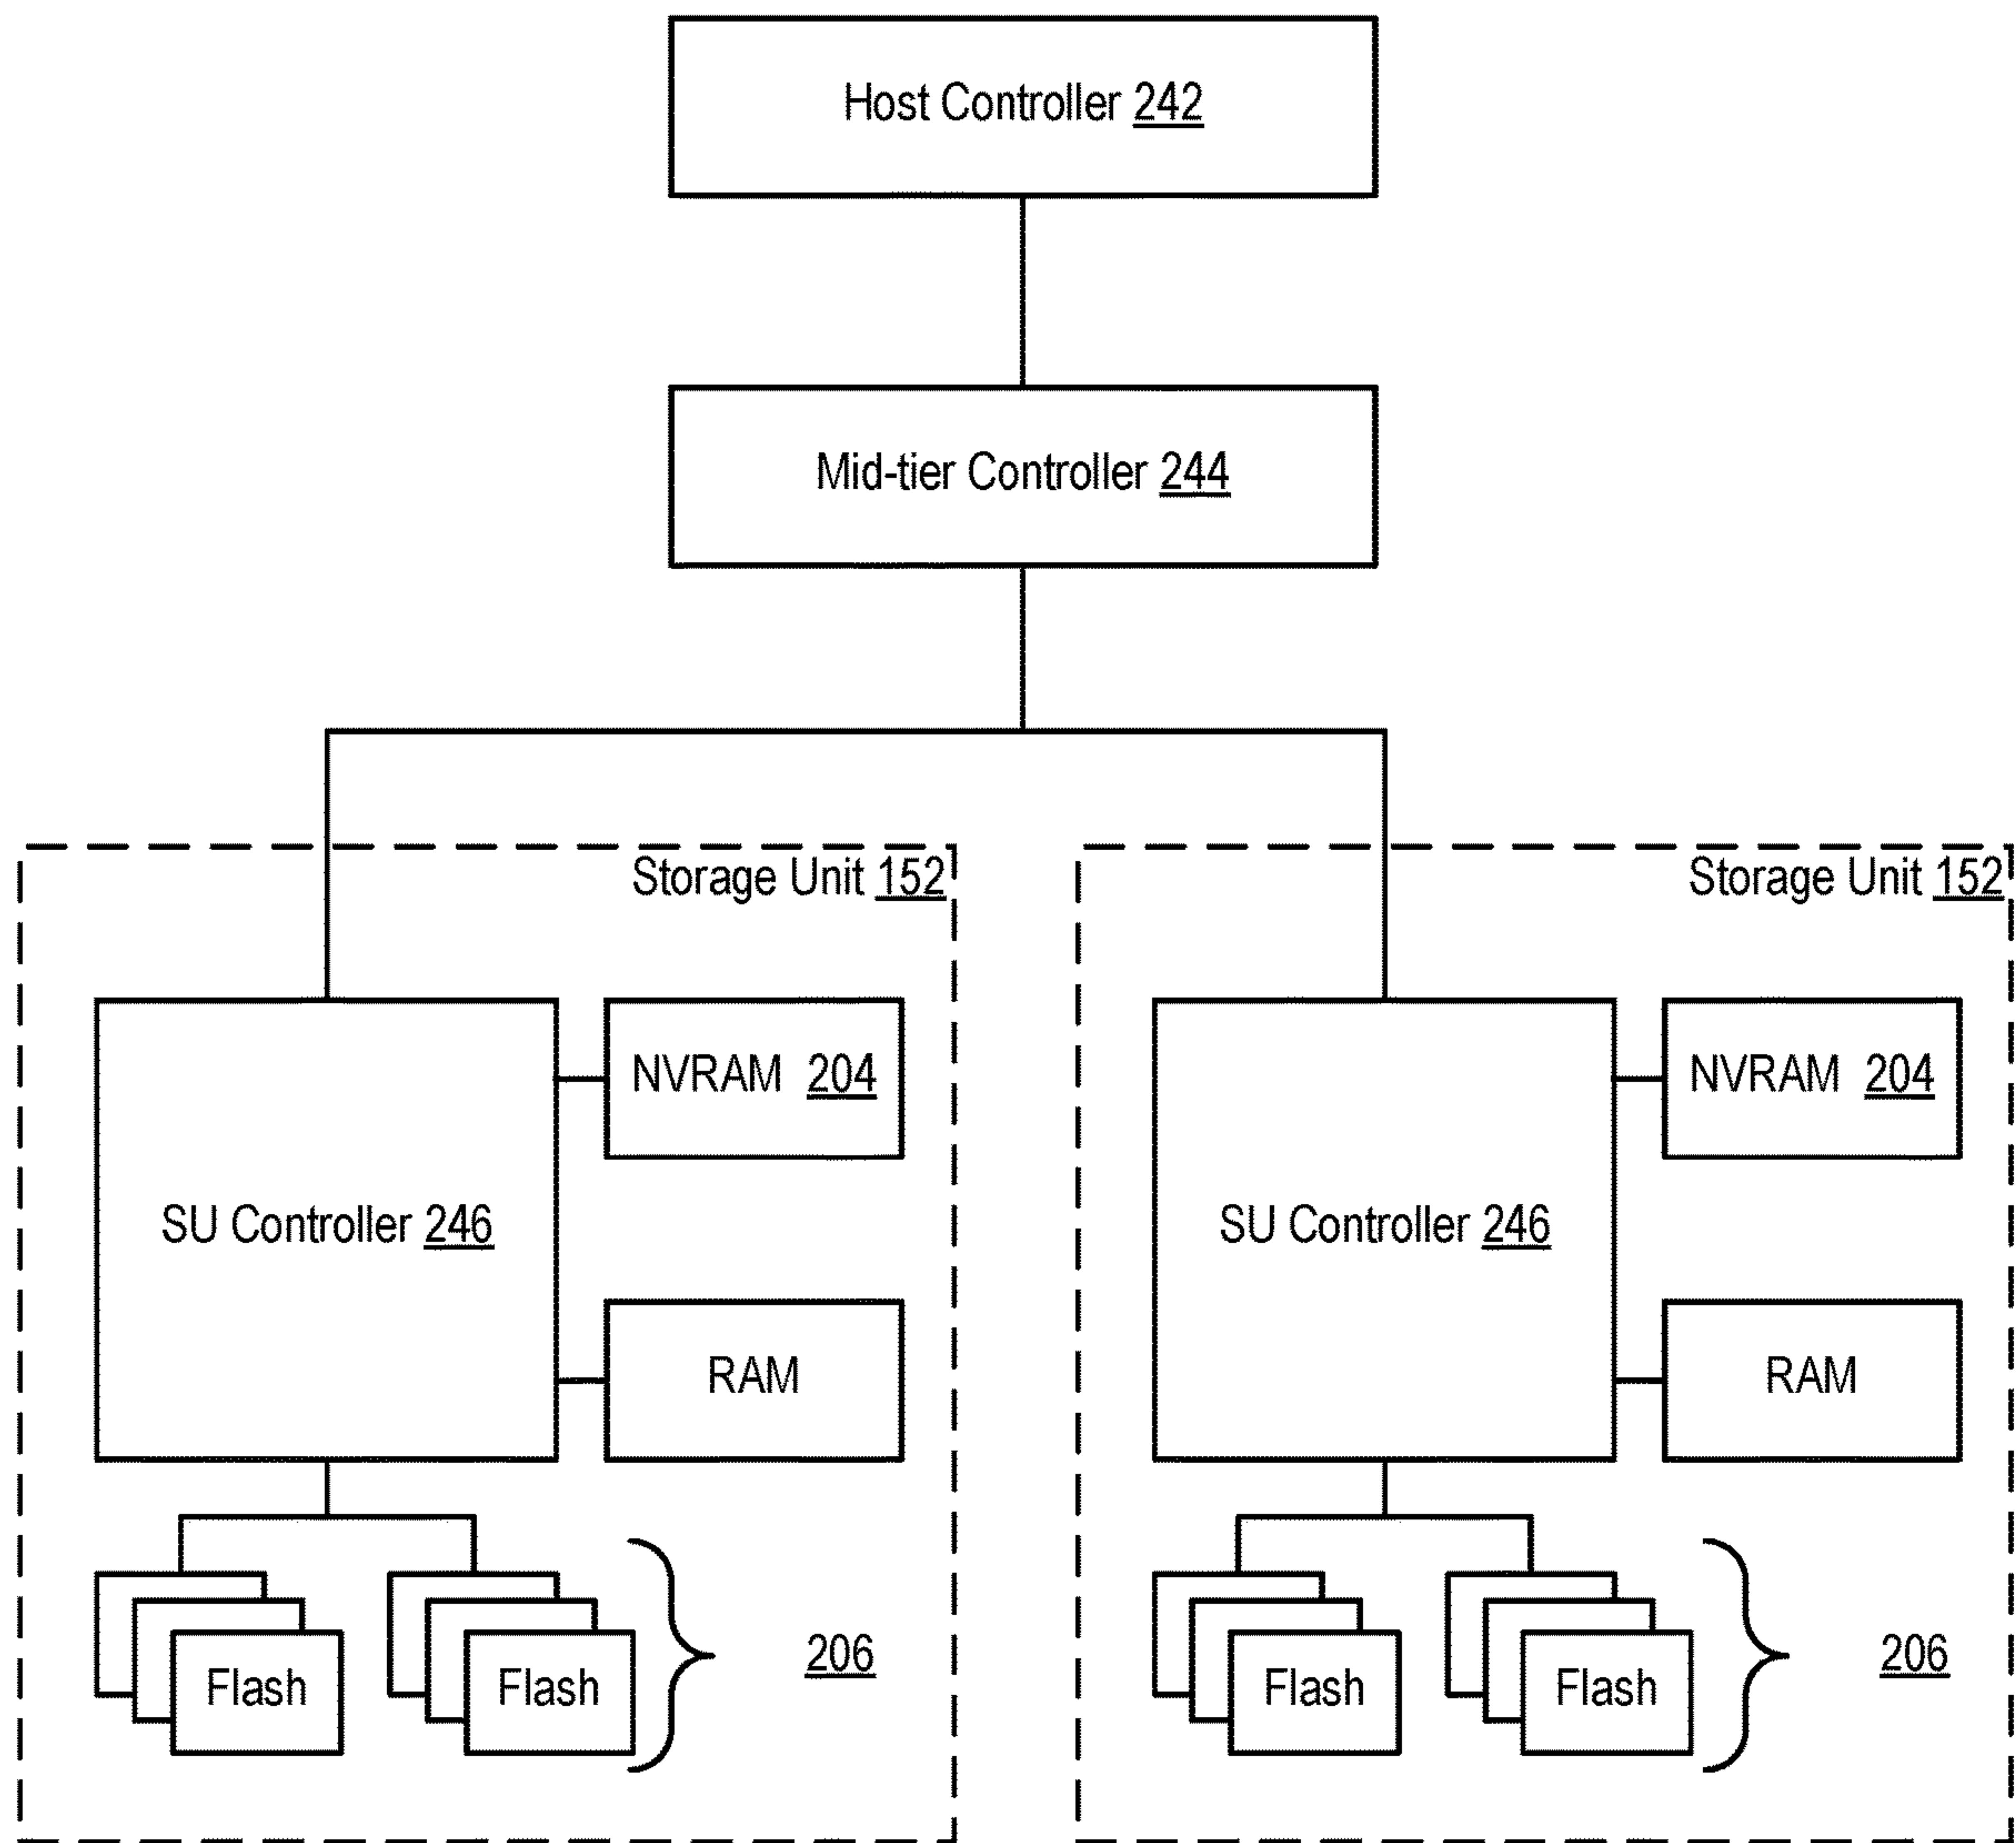 Host Controller 242
Mid-tier Controller 244
Storage Unit 152
NVRAM 204
SU Controller 246
RAM
Flash
Flash
206
Storage Unit 152
NVRAM 204
SU Controller 246
RAM
Flash
Flash
206